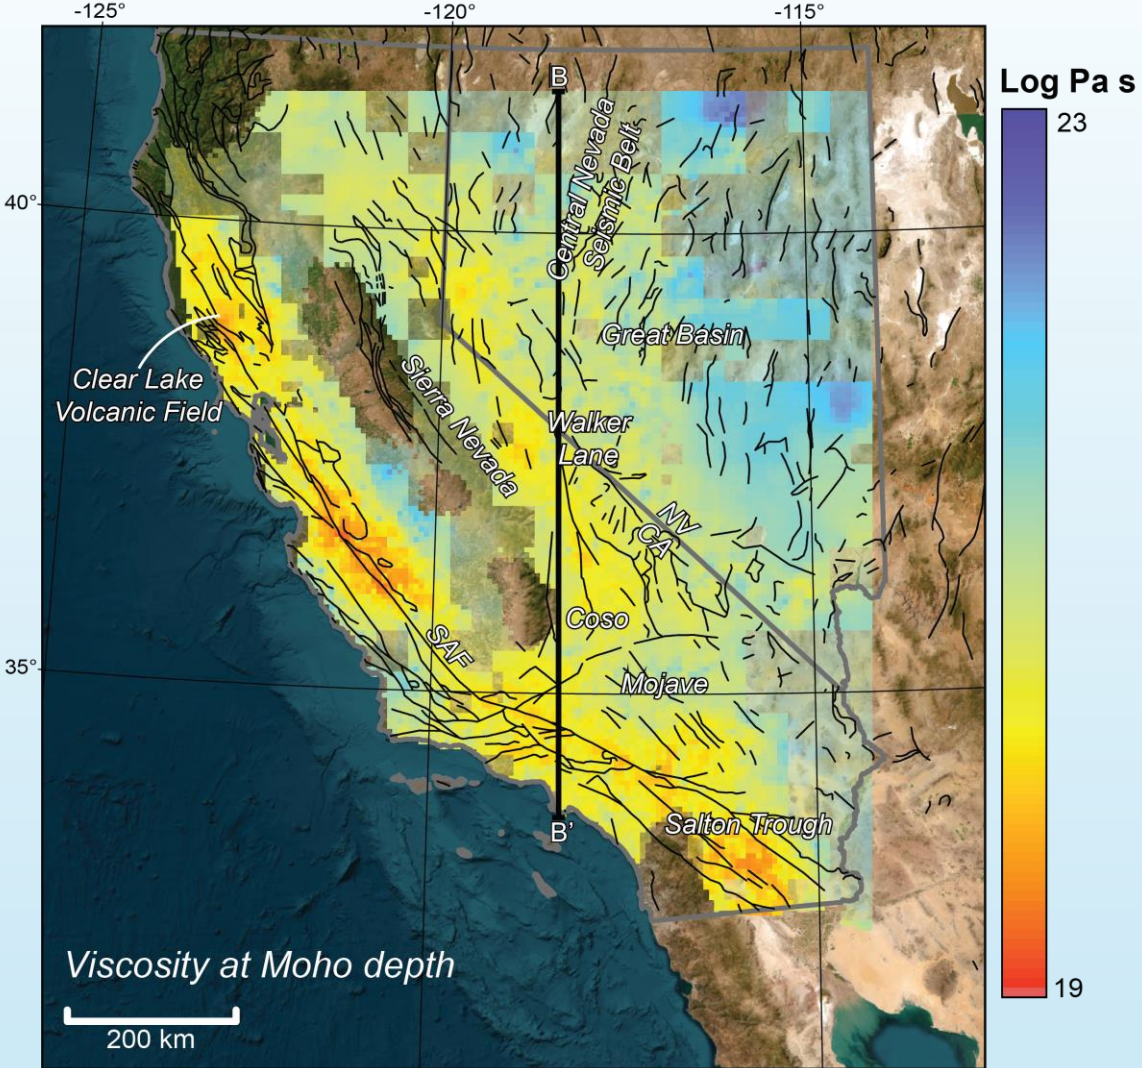 -125°
-120°
-115°
Log Pa s
23
B
Central Nevada
Seismic Belt
40°
Great Basin
Clear Lake
Volcanic Field
Sierra Nevada
Walker
Lane
NV
CA
Coso
SAF
35°
Mojave
Salton Trough
B’
Viscosity at Moho depth
200 km
19